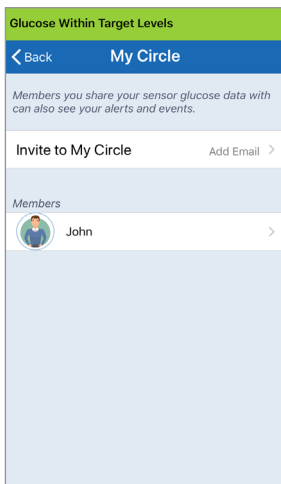 Glucose Within Target Levels
Back My Circle
Members you share your sensor glucose data with
can also see your alerts and events.
Invite to My Circle Add Email
Members
John